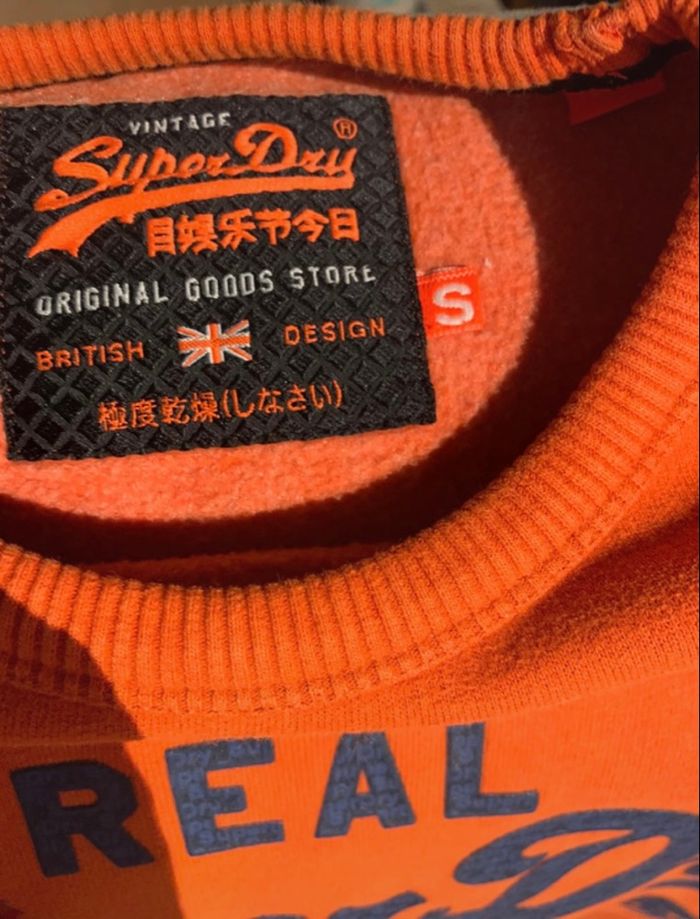 VINTAGE
SuperDry®
目娱乐节今日
ORIGINAL GOODS STORE
BRITISH DESIGN
極度乾燥(しなさい)
S
REAL